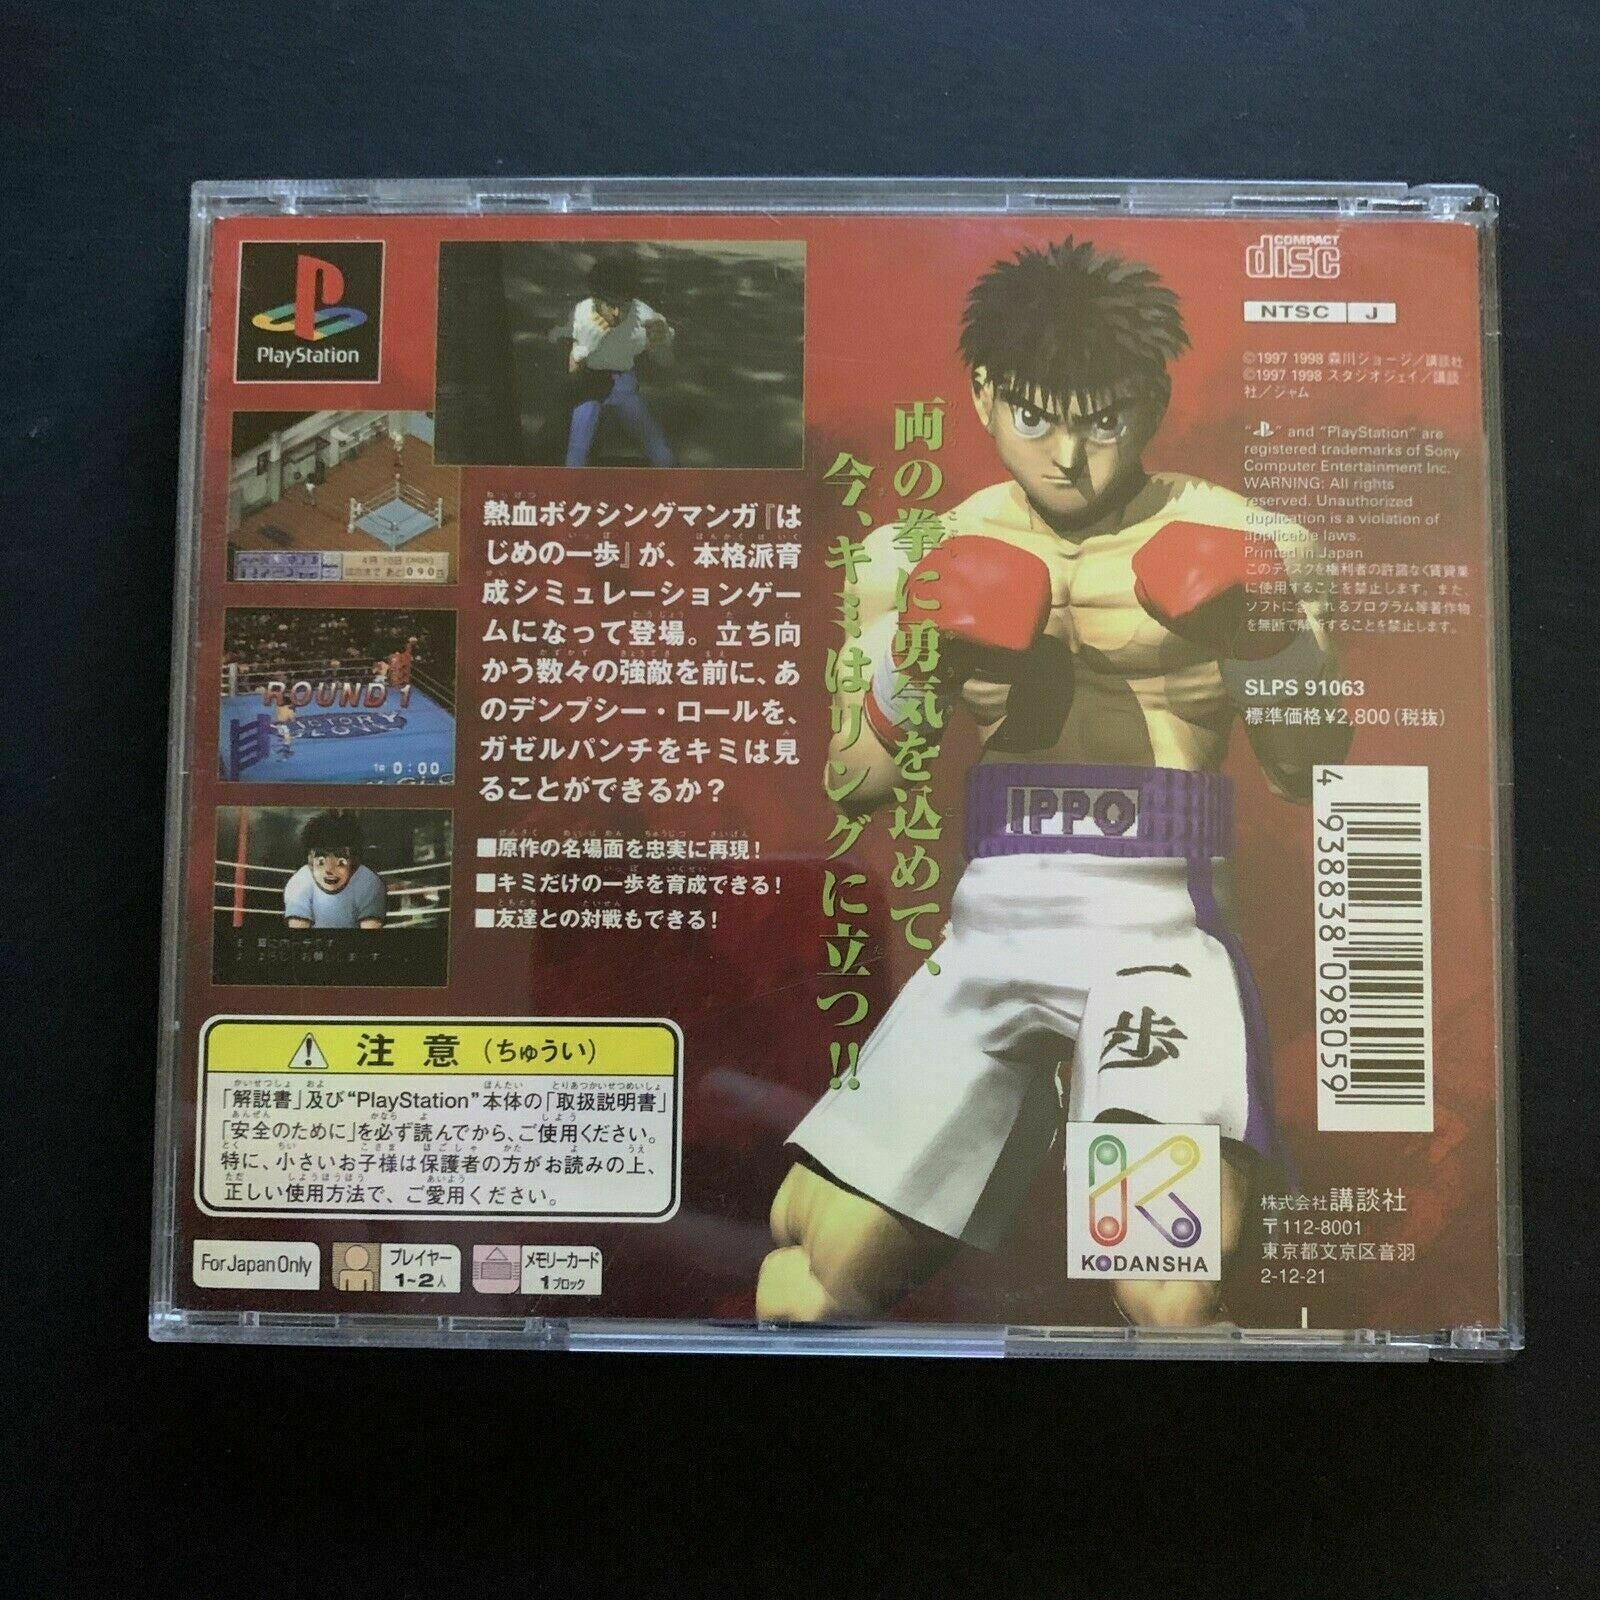 PlayStation
熱血ボクシングマンガ『は
じめの一歩』が、本格派育
成シミュレーションゲー
ムになって登場。立ち向
かう数々の強敵を前に、あ
のデンプシー・ロールを、
ガゼルパンチをキミは見
ることができるか?
■原作の名場面を忠実に再現!
■キミだけの一歩を育成できる!
■友達との対戦もできる!
ROUND 1
VICTORY
0:00
両の拳に勇気を込めて、
今、キミはリングに立つ!!
IPPO
一歩
COMPACT
disc
NTSC J
©1997 1998 森川ジョージ/講談社
©1997 1998 スタジオジェイ/講談
社/ジャム
" " and "PlayStation" are
registered trademarks of Sony
Computer Entertainment Inc.
WARNING: All rights
reserved. Unauthorized
duplication is a violation of
applicable laws.
Printed in Japan
このディスクを権利者の許諾なく賃貸業
に使用することを禁止します。また、
ソフトに含まれるプログラム等著作物
を無断で解析することを禁止します。
SLPS 91063
標準価格¥2,800(税抜)
4 938838 098059
注意(ちゅうい)
「解説書」及び"PlayStation"本体の「取扱説明書」
「安全のために」を必ず読んでから、ご使用ください。
特に、小さいお子様は保護者の方がお読みの上、
正しい使用方法で、ご愛用ください。
For Japan Only
プレイヤー
1~2人
メモリーカード
1ブロック
KODANSHA
株式会社 講談社
〒112-8001
東京都文京区音羽
2-12-21